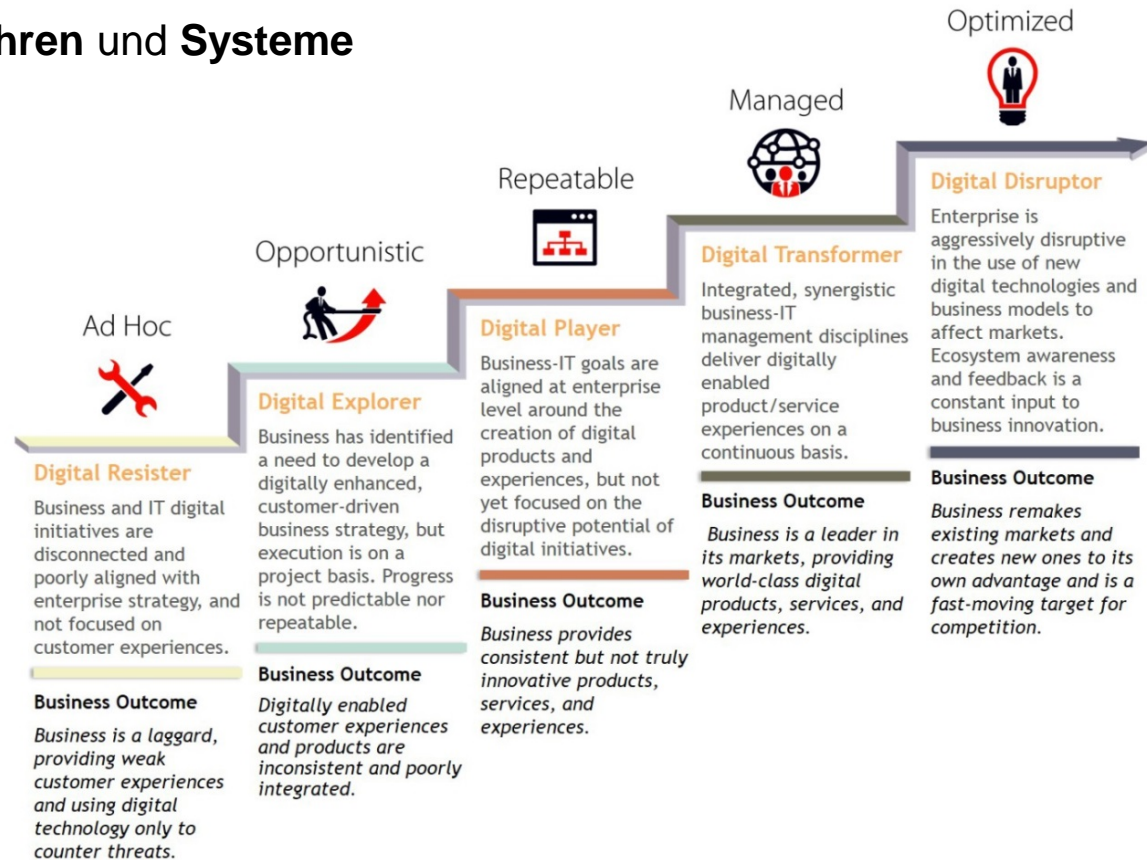 hren und Systeme
Ad Hoc
Digital Resister
Business and IT digital
initiatives are
disconnected and
poorly aligned with
enterprise strategy, and
not focused on
customer experiences.
Business Outcome
Business is a laggard,
providing weak
customer experiences
and using digital
technology only to
counter threats.
Opportunistic
Digital Explorer
Business has identified
a need to develop a
digitally enhanced,
customer-driven
business strategy, but
execution is on a
project basis. Progress
is not predictable nor
repeatable.
Business Outcome
Digitally enabled
customer experiences
and products are
inconsistent and poorly
integrated.
Repeatable
Digital Player
Business-IT goals are
aligned at enterprise
level around the
creation of digital
products and
experiences, but not
yet focused on the
disruptive potential of
digital initiatives.
Business Outcome
Business provides
consistent but not truly
innovative products,
services, and
experiences.
Managed
Digital Transformer
Integrated, synergistic
business-IT
management disciplines
deliver digitally
enabled
product/service
experiences on a
continuous basis.
Business Outcome
Business is a leader in
its markets, providing
world-class digital
products, services, and
experiences.
Optimized
Digital Disruptor
Enterprise is
aggressively disruptive
in the use of new
digital technologies and
business models to
affect markets.
Ecosystem awareness
and feedback is a
constant input to
business innovation.
Business Outcome
Business remakes
existing markets and
creates new ones to its
own advantage and is a
fast-moving target for
competition.